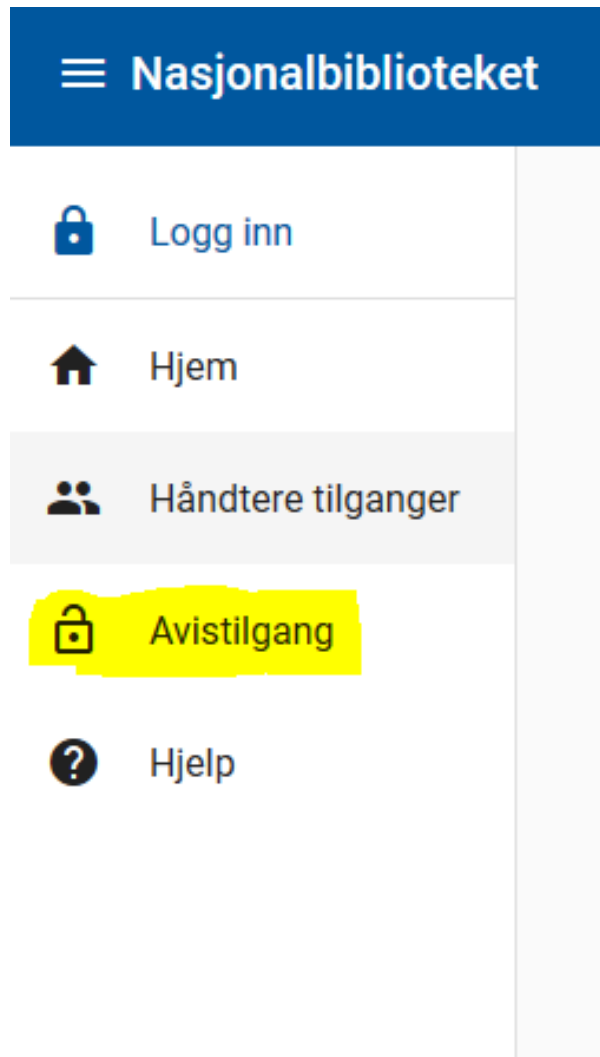 Nasjonalbiblioteket
Logg inn
Hjem
Håndtere tilganger
Avistilgang
Hjelp